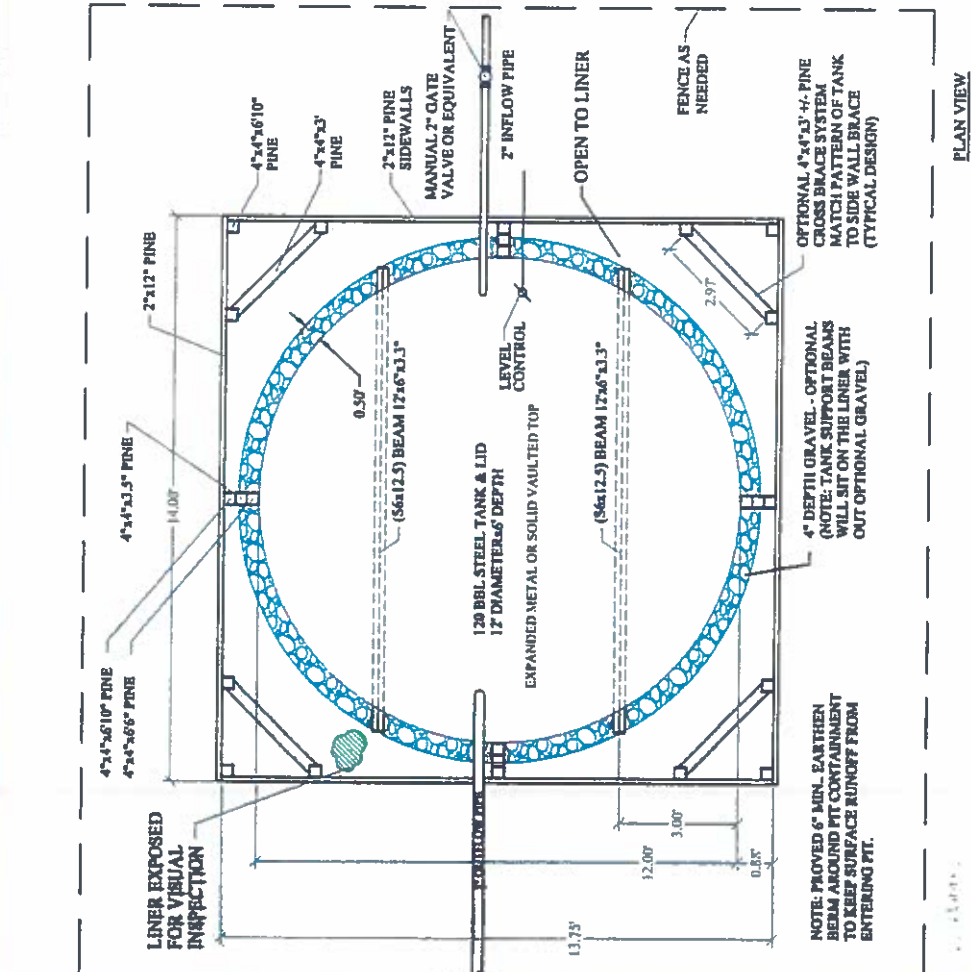 4"x4"x6'10" PINE
4"x4"x6'6" PINE
4"x4"x3.5" PINE
2"x12" PINE
14.00'
4"x4"x6'10"
PINE
4"x4"x3'
PINE
2"x12" PINE
SIDEWALLS
MANUAL 2" GATE
VALVE OR EQUIVALENT
2" INFLOW PIPE
OPEN TO LINER
FENCE AS
NEEDED
LINER EXPOSED
FOR VISUAL
INSPECTION
0.50'
(S6x12.5) BEAM 12'x6"x3.3"
LEVEL
CONTROL
120 BBL STEEL TANK & LID
12' DIAMETERx6' DEPTH
EXPANDED METAL OR SOLID VAULTED TOP
(S6x12.5) BEAM 12'x6"x3.3"
OUTFLOW PIPE
2.97'
13.75'
12.00'
3.00'
0.88'
OPTIONAL 4"x4"x3' +/- PINE
CROSS BRACE SYSTEM
MATCH PATTERN OF TANK
TO SIDE WALL BRACE
(TYPICAL DESIGN)
4" DEPTH GRAVEL - OPTIONAL
(NOTE: TANK SUPPORT BEAMS
WILL SIT ON THE LINER WITH
OUT OPTIONAL GRAVEL)
NOTE: PROVED 6" MIN. EARTHEN
BERM AROUND PIT CONTAINMENT
TO KEEP SURFACE RUNOFF FROM
ENTERING PIT.
PLAN VIEW